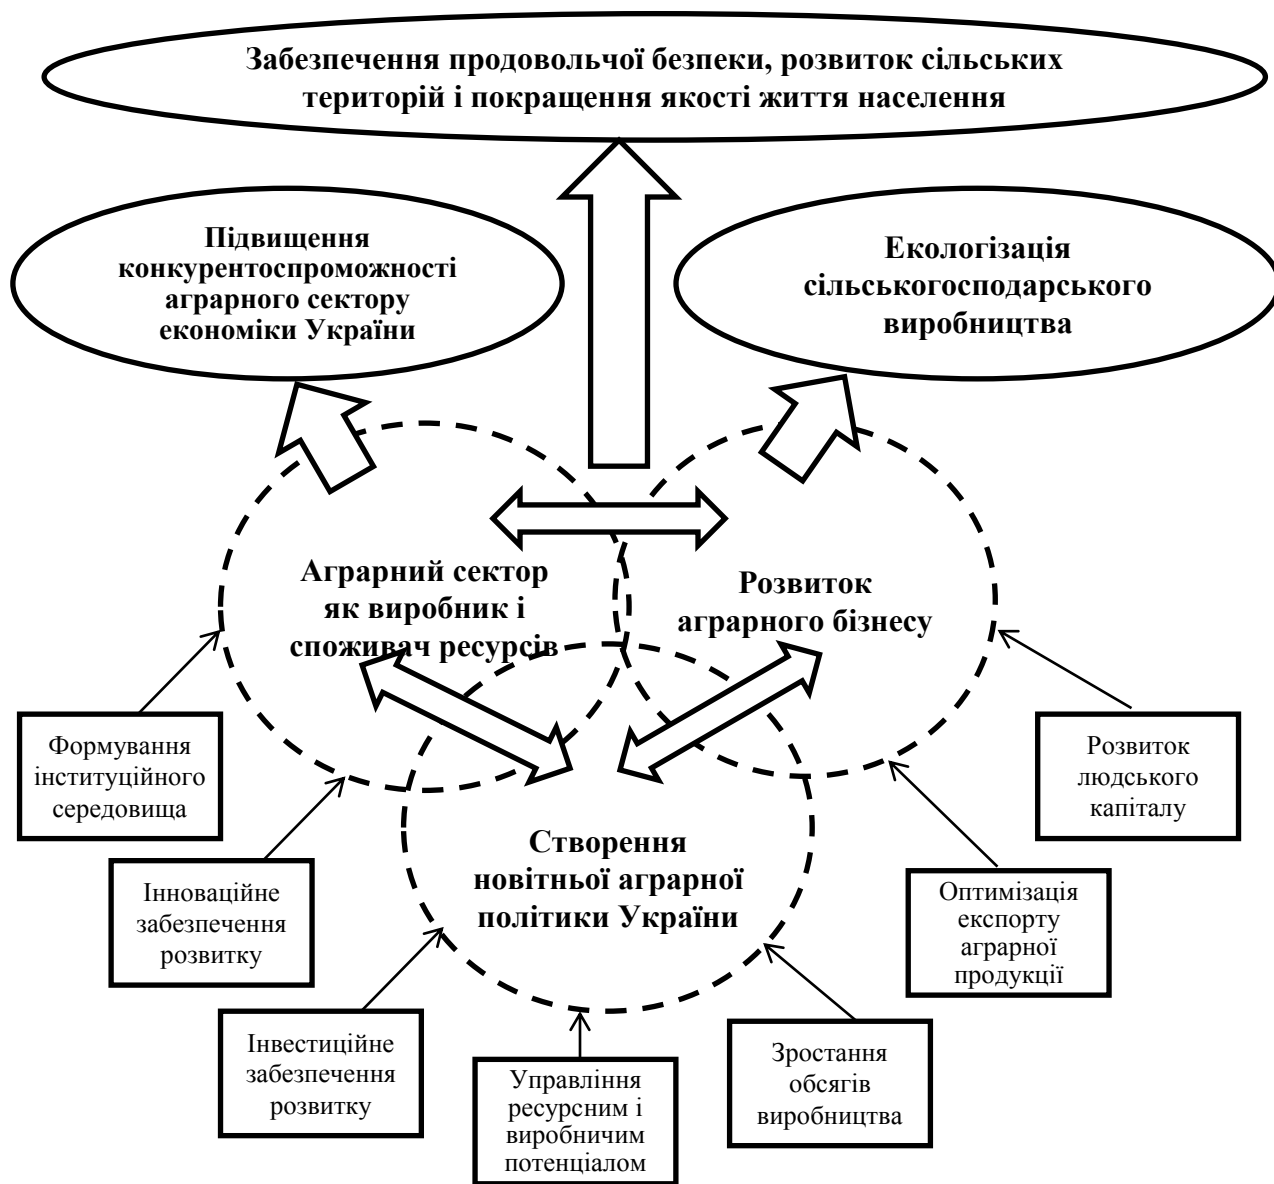 Забезпечення продовольчої безпеки, розвиток сільських
територій і покращення якості життя населення
Підвищення
конкурентоспроможності
аграрного сектору
економіки України
Екологізація
сільськогосподарського
виробництва
Аграрний сектор
як виробник і
споживач ресурсів
Розвиток
аграрного бізнесу
Створення
новітньої аграрної
політики України
Формування
інституційного
середовища
Інноваційне
забезпечення
розвитку
Інвестиційне
забезпечення
розвитку
Управління
ресурсним і
виробничим
потенціалом
Зростання
обсягів
виробництва
Оптимізація
експорту
аграрної
продукції
Розвиток
людського
капіталу